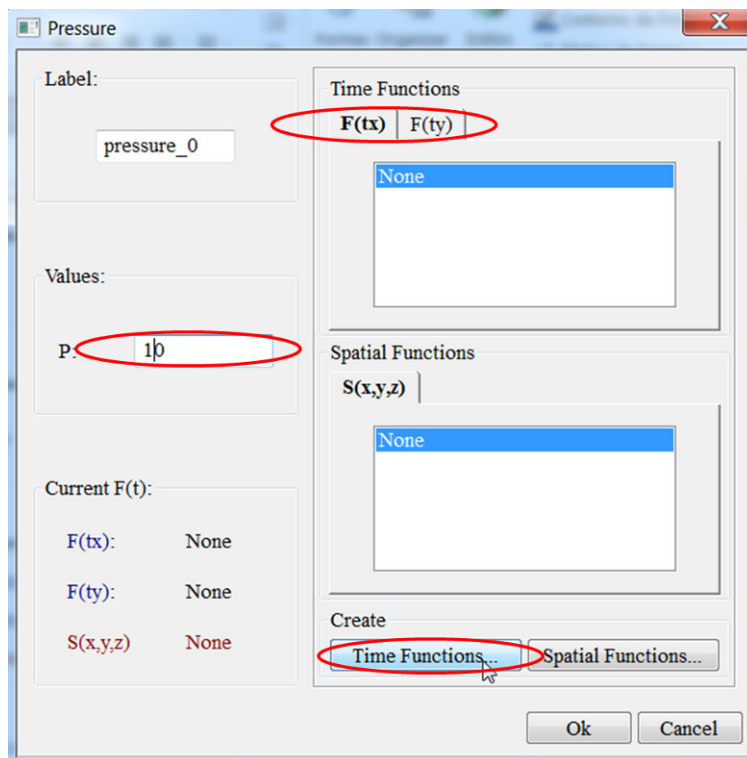 Pressure
X
Label:
pressure_0
Values:
P: 10
Current F(t):
F(tx): None
F(ty): None
S(x,y,z) None
Time Functions
F(tx) F(ty)
None
Spatial Functions
S(x,y,z)
None
Create
Time Functions... Spatial Functions...
Ok Cancel